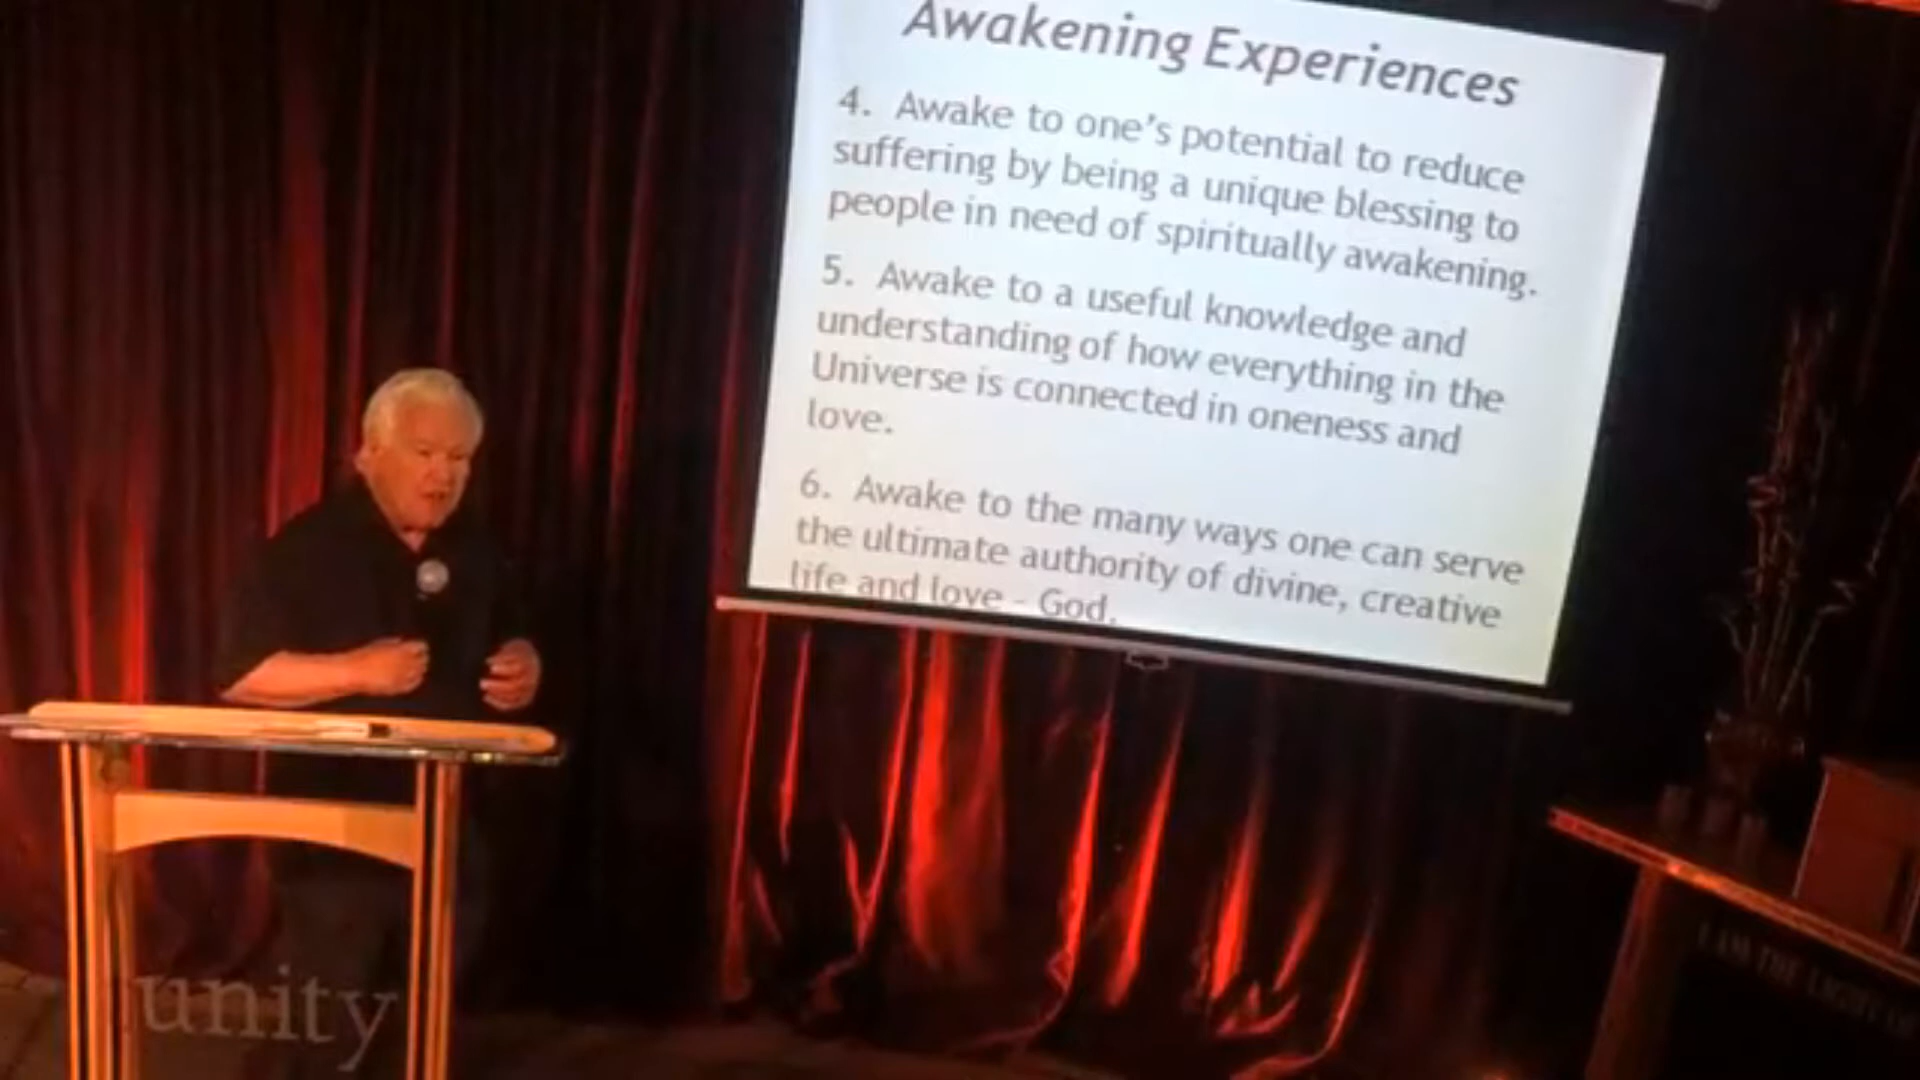 Awakening Experiences
4. Awake to one's potential to reduce
suffering by being a unique blessing to
people in need of spiritually awakening.
5. Awake to a useful knowledge and
understanding of how everything in the
Universe is connected in oneness and
love.
6. Awake to the many ways one can serve
the ultimate authority of divine, creative
life and love - God.
unity
I AM THE LIGHT